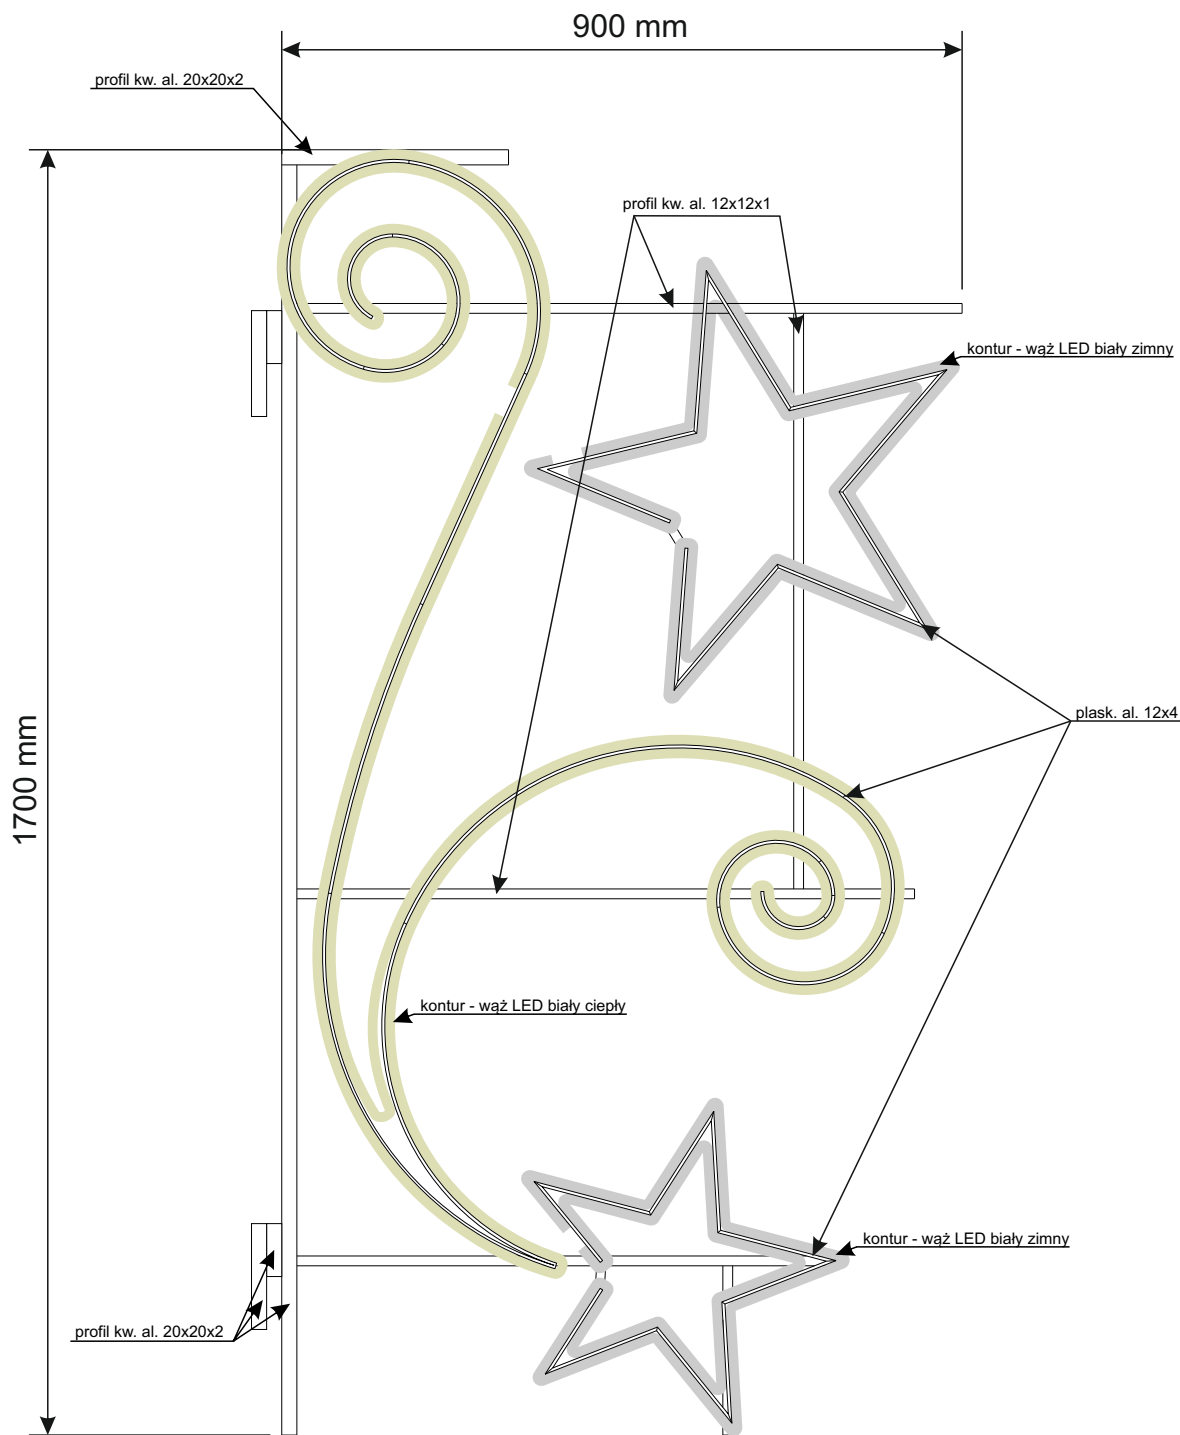 900 mm
profil kw. al. 20x20x2
profil kw. al. 12x12x1
kontur - wąż LED biały zimny
plask. al. 12x4
1700 mm
kontur - wąż LED biały ciepły
kontur - wąż LED biały zimny
profil kw. al. 20x20x2